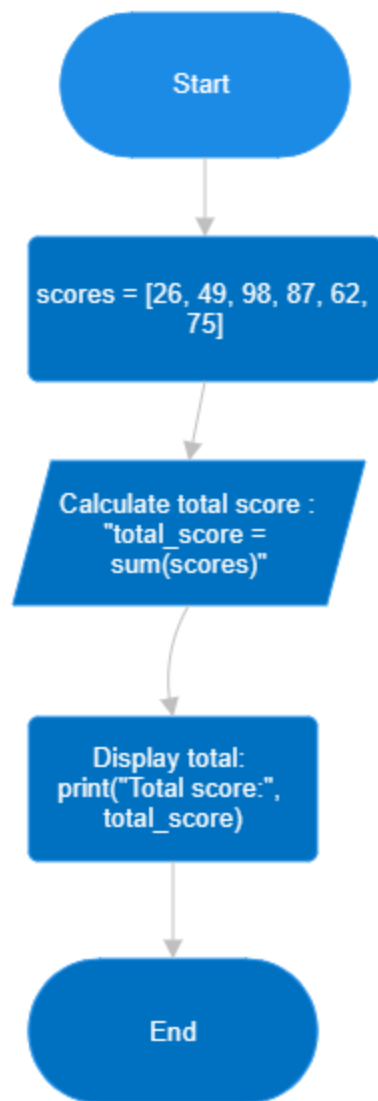 Start
scores = [26, 49, 98, 87, 62,
75]
Calculate total score :
"total_score =
sum(scores)"
Display total:
print("Total score:",
total_score)
End